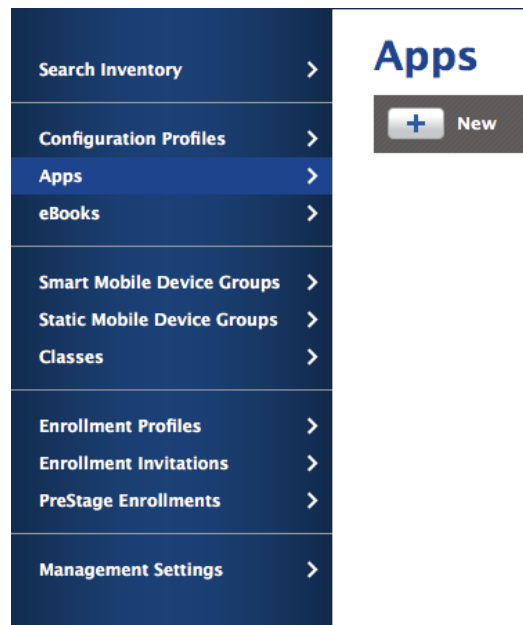 Search Inventory
Configuration Profiles
Apps
eBooks
Smart Mobile Device Groups
Static Mobile Device Groups
Classes
Enrollment Profiles
Enrollment Invitations
PreStage Enrollments
Management Settings
Apps
New